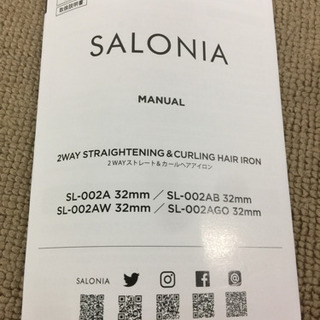 取扱説明書
SALONIA
MANUAL
2WAY STRAIGHTENING & CURLING HAIR IRON
2WAYストレート&カールヘアアイロン
SL-002A 32mm / SL-002AB 32mm
SL-002AW 32mm / SL-002AGO 32mm
SALONIA